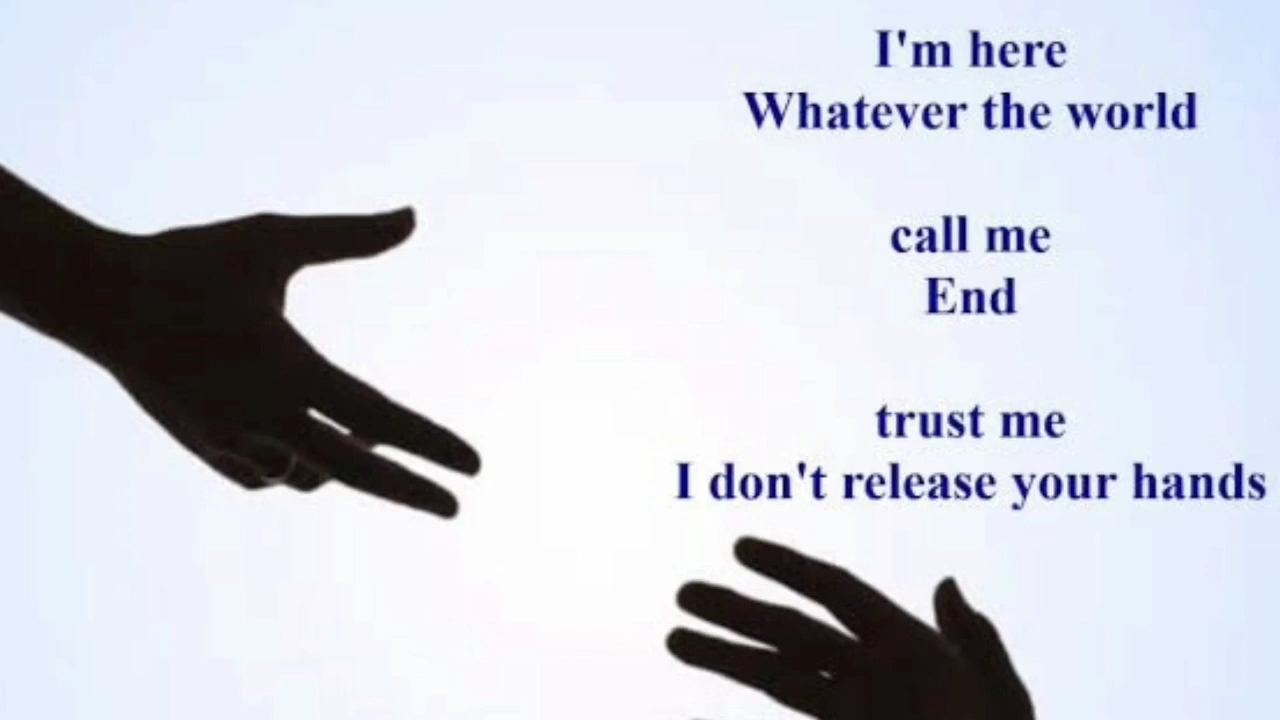 I'm here
Whatever the world
call me
End
trust me
I don't release your hands